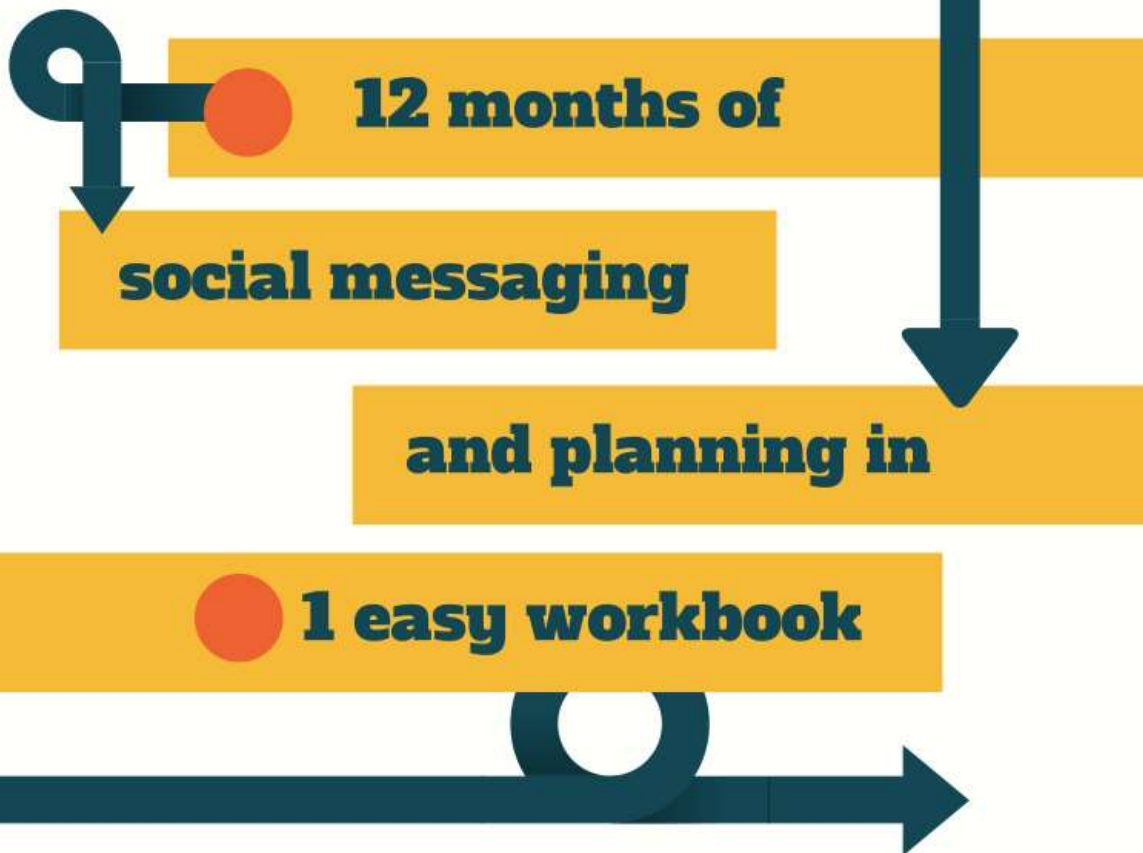 12 months of
social messaging
and planning in
1 easy workbook